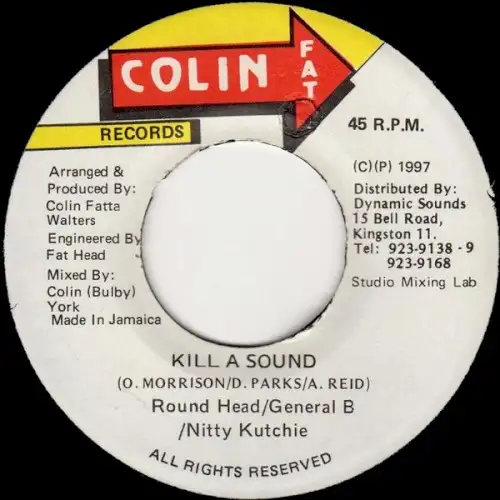 COLIN
FAT
RECORDS
45 R.P.M.
Arranged &
Produced By:
Colin Fatta
Walters
Engineered By
Fat Head
Mixed By:
Colin (Bulby)
York
Made In Jamaica
(C)(P) 1997
Distributed By:
Dynamic Sounds
15 Bell Road,
Kingston 11.
Tel: 923-9138 - 9
923-9168
Studio Mixing Lab
KILL A SOUND
(O. MORRISON/D. PARKS/A. REID)
Round Head/General B
/Nitty Kutchie
ALL RIGHTS RESERVED